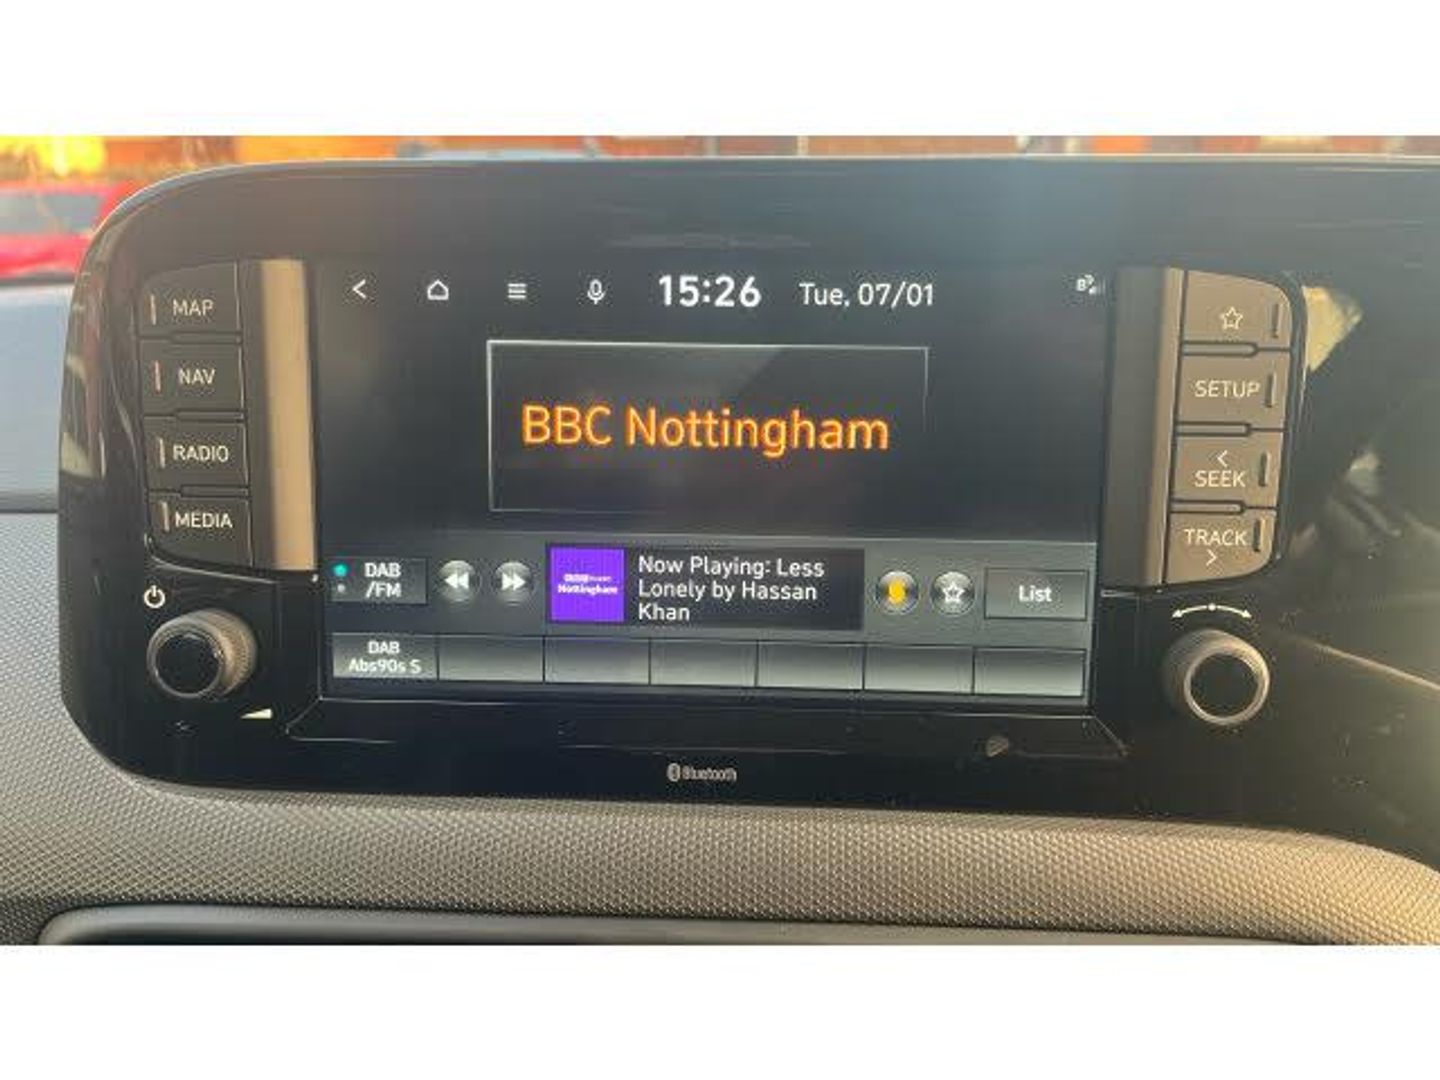 15:26 Tue, 07/01
MAP
NAV
RADIO
MEDIA
BBC Nottingham
SETUP
SEEK
TRACK
DAB
/FM
Nottingham
Now Playing: Less
Lonely by Hassan
Khan
List
DAB
Abs90s S
Bluetooth